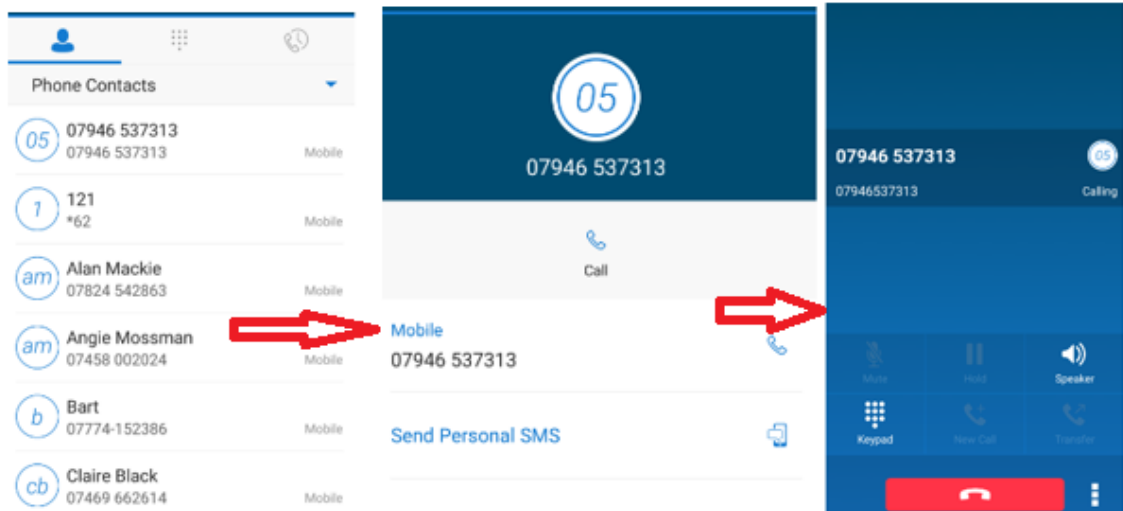 Phone Contacts
05 07946 537313
07946 537313 Mobile
1 121
*62 Mobile
am Alan Mackie
07824 542863 Mobile
am Angie Mossman
07458 002024 Mobile
b Bart
07774-152386 Mobile
cb Claire Black
07469 662614 Mobile
05
07946 537313
Call
Mobile
07946 537313
Send Personal SMS
07946 537313 05
07946537313 Calling
Mute Hold Speaker
Keypad New Call Transfer